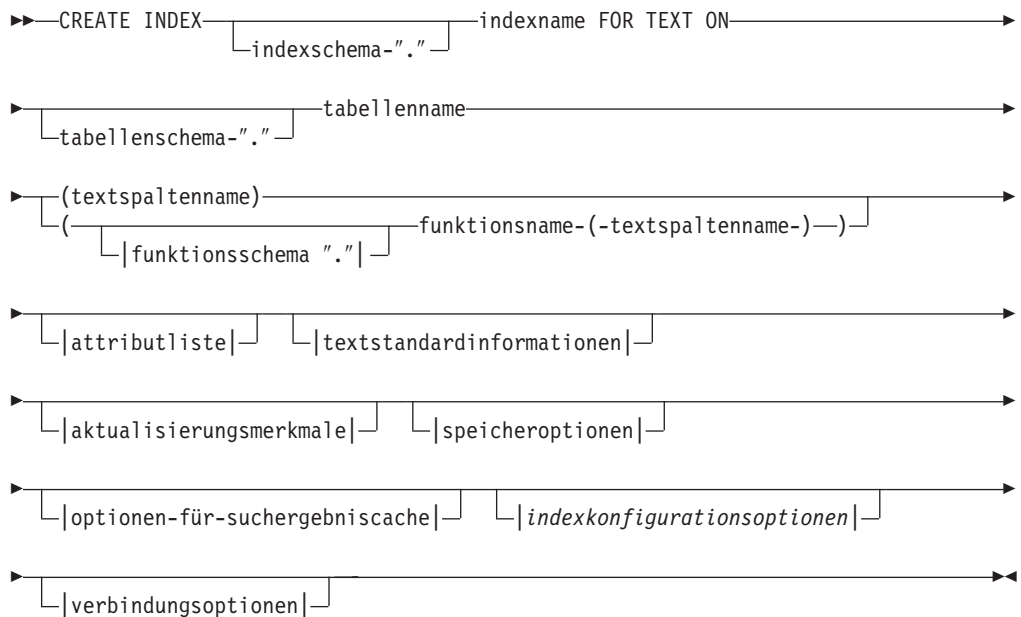 CREATE INDEX indexname FOR TEXT ON
indexschema-"."
tabellenname
tabellenschema-"."
(textspaltenname)
( funktionsname-(-textspaltenname-) )
|funktionsschema "."|
|attributliste| |textstandardinformationen|
|aktualisierungsmerkmale| |speicheroptionen|
|optionen-für-suchergebniscache| |indexkonfigurationsoptionen|
|verbindungsoptionen|